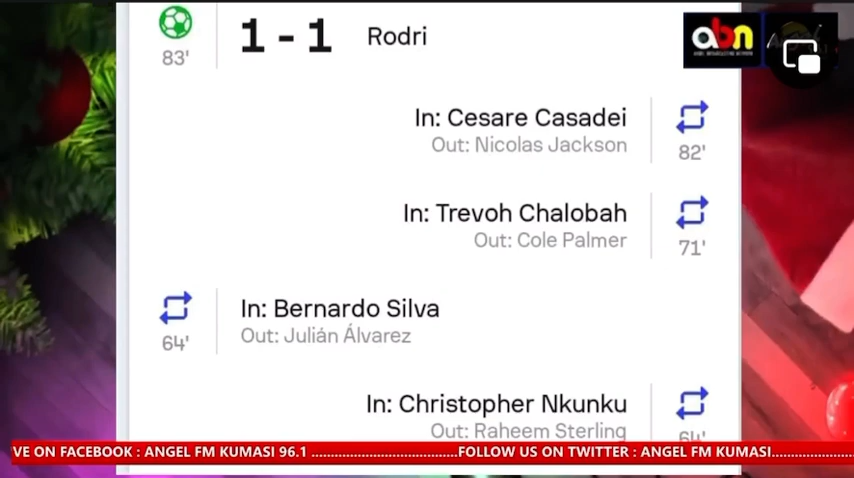 83'
1 - 1 Rodri
abn
In: Cesare Casadei
Out: Nicolas Jackson
82'
In: Trevoh Chalobah
Out: Cole Palmer
71'
In: Bernardo Silva
Out: Julián Álvarez
64'
In: Christopher Nkunku
Out: Raheem Sterling
64'
VE ON FACEBOOK : ANGEL FM KUMASI 96.1 ...................................FOLLOW US ON TWITTER : ANGEL FM KUMASI.....................